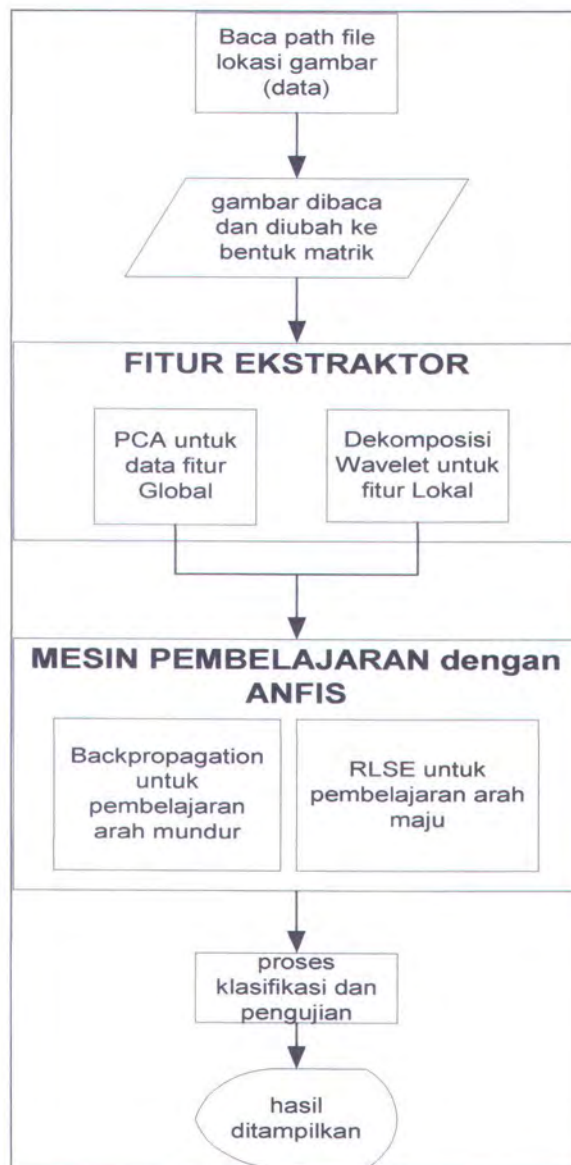 Baca path file
lokasi gambar
(data)
gambar dibaca
dan diubah ke
bentuk matrik
FITUR EKSTRAKTOR
PCA untuk
data fitur
Global
Dekomposisi
Wavelet untuk
fitur Lokal
MESIN PEMBELAJARAN dengan
ANFIS
Backpropagation
untuk
pembelajaran
arah mundur
RLSE untuk
pembelajaran arah
maju
proses
klasifikasi dan
pengujian
hasil
ditampilkan